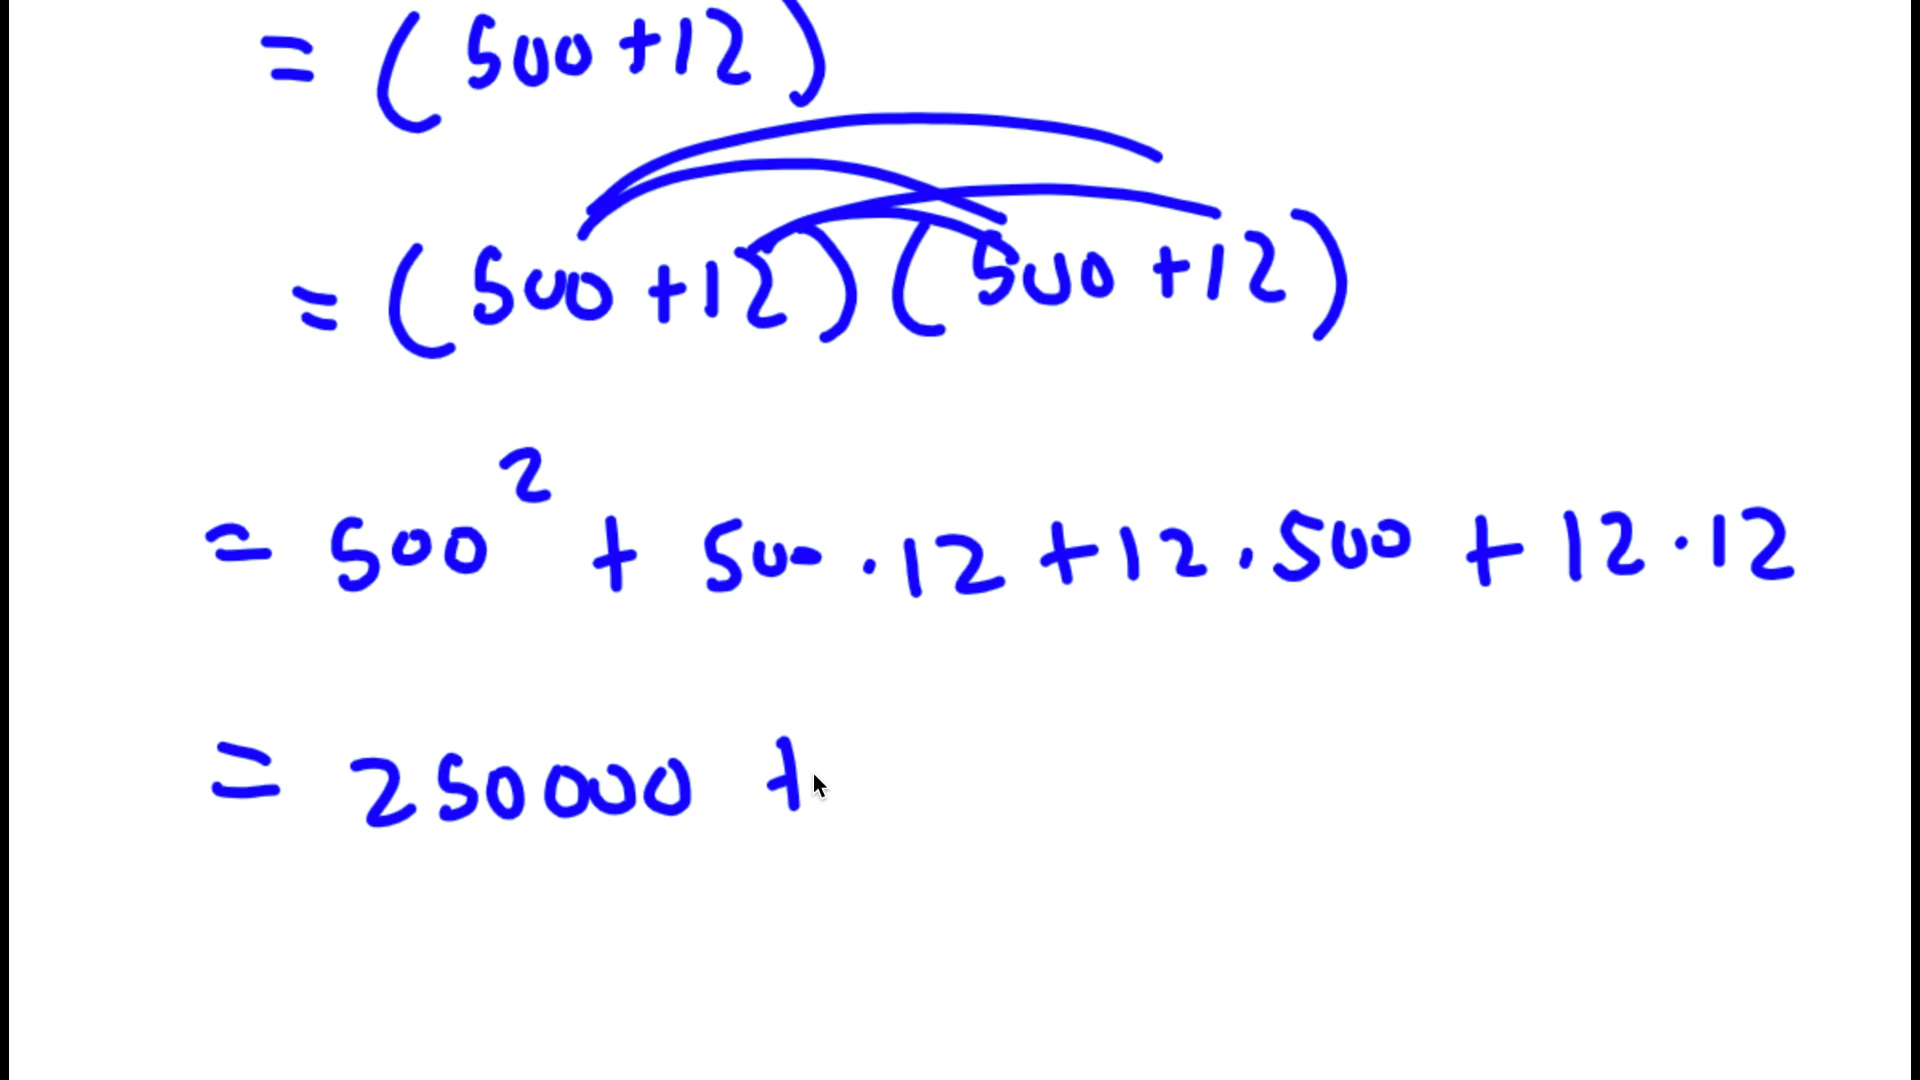 = (500+12)
= (500+12)(500+12)
= 500² + 500·12+12·500 + 12·12
= 250000 +